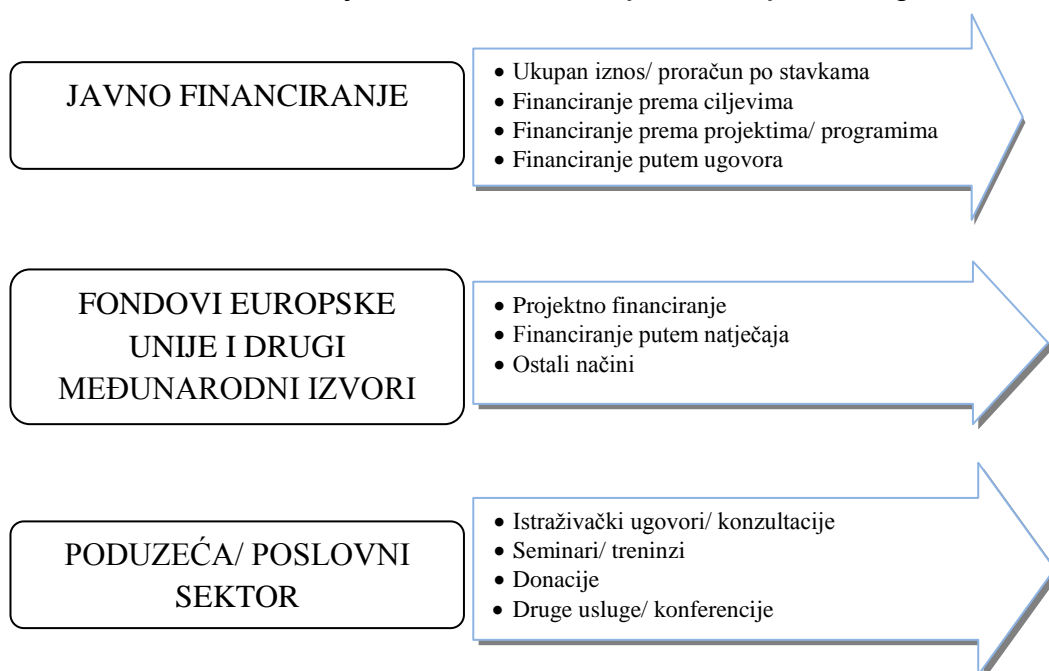 JAVNO FINANCIRANJE
• Ukupan iznos/ proračun po stavkama
• Financiranje prema ciljevima
• Financiranje prema projektima/ programima
• Financiranje putem ugovora
FONDOVI EUROPSKE
UNIJE I DRUGI
MEĐUNARODNI IZVORI
• Projektno financiranje
• Financiranje putem natječaja
• Ostali načini
PODUZEĆA/ POSLOVNI
SEKTOR
• Istraživački ugovori/ konzultacije
• Seminari/ treninzi
• Donacije
• Druge usluge/ konferencije